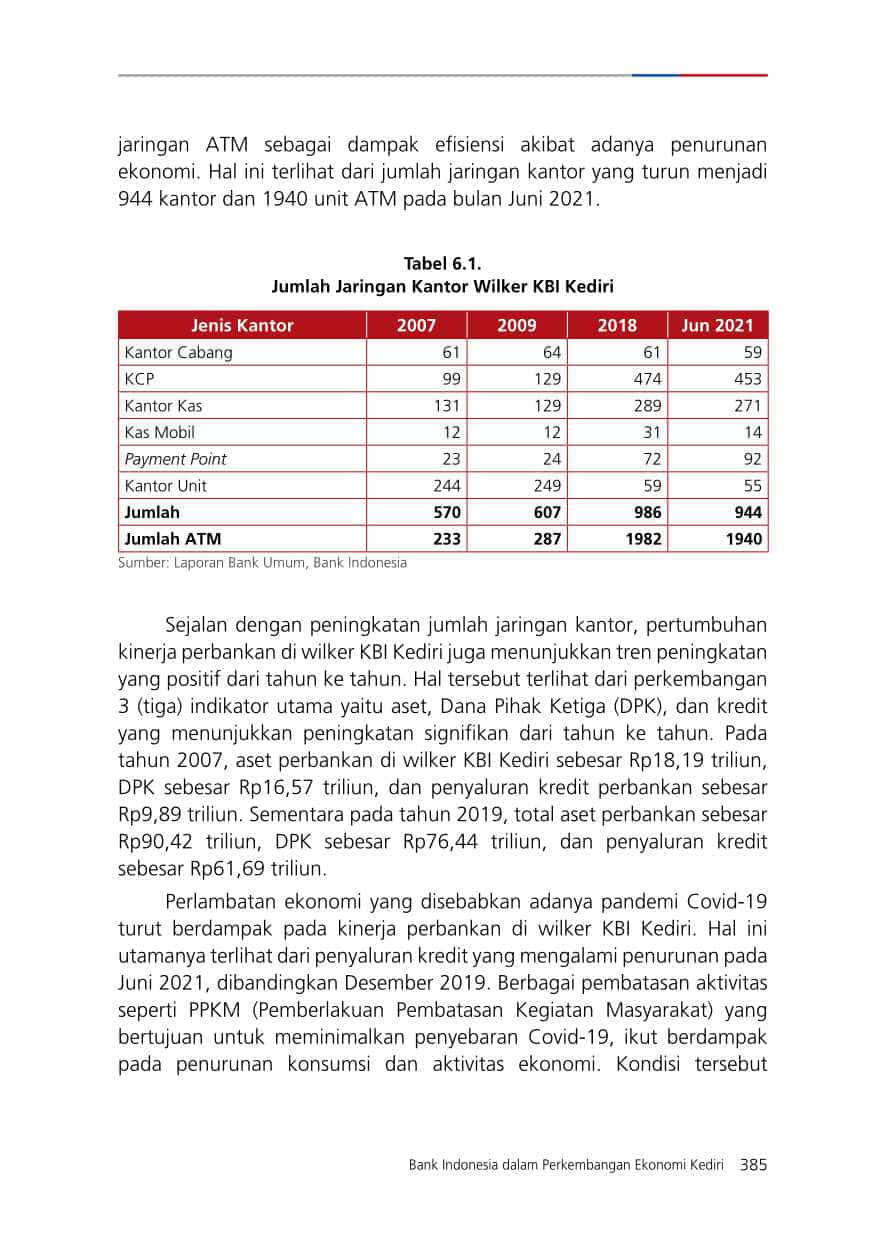 jaringan ATM sebagai dampak efisiensi akibat adanya penurunan
ekonomi. Hal ini terlihat dari jumlah jaringan kantor yang turun menjadi
944 kantor dan 1940 unit ATM pada bulan Juni 2021.
Tabel 6.1.
Jumlah Jaringan Kantor Wilker KBI Kediri
Jenis Kantor 2007 2009 2018 Jun 2021
Kantor Cabang 61 64 61 59
KCP 99 129 474 453
Kantor Kas 131 129 289 271
Kas Mobil 12 12 31 14
Payment Point 23 24 72 92
Kantor Unit 244 249 59 55
Jumlah 570 607 986 944
Jumlah ATM 233 287 1982 1940
Sumber: Laporan Bank Umum, Bank Indonesia
Sejalan dengan peningkatan jumlah jaringan kantor, pertumbuhan
kinerja perbankan di wilker KBI Kediri juga menunjukkan tren peningkatan
yang positif dari tahun ke tahun. Hal tersebut terlihat dari perkembangan
3 (tiga) indikator utama yaitu aset, Dana Pihak Ketiga (DPK), dan kredit
yang menunjukkan peningkatan signifikan dari tahun ke tahun. Pada
tahun 2007, aset perbankan di wilker KBI Kediri sebesar Rp18,19 triliun,
DPK sebesar Rp16,57 triliun, dan penyaluran kredit perbankan sebesar
Rp9,89 triliun. Sementara pada tahun 2019, total aset perbankan sebesar
Rp90,42 triliun, DPK sebesar Rp76,44 triliun, dan penyaluran kredit
sebesar Rp61,69 triliun.
Perlambatan ekonomi yang disebabkan adanya pandemi Covid-19
turut berdampak pada kinerja perbankan di wilker KBI Kediri. Hal ini
utamanya terlihat dari penyaluran kredit yang mengalami penurunan pada
Juni 2021, dibandingkan Desember 2019. Berbagai pembatasan aktivitas
seperti PPKM (Pemberlakuan Pembatasan Kegiatan Masyarakat) yang
bertujuan untuk meminimalkan penyebaran Covid-19, ikut berdampak
pada penurunan konsumsi dan aktivitas ekonomi. Kondisi tersebut
Bank Indonesia dalam Perkembangan Ekonomi Kediri 385